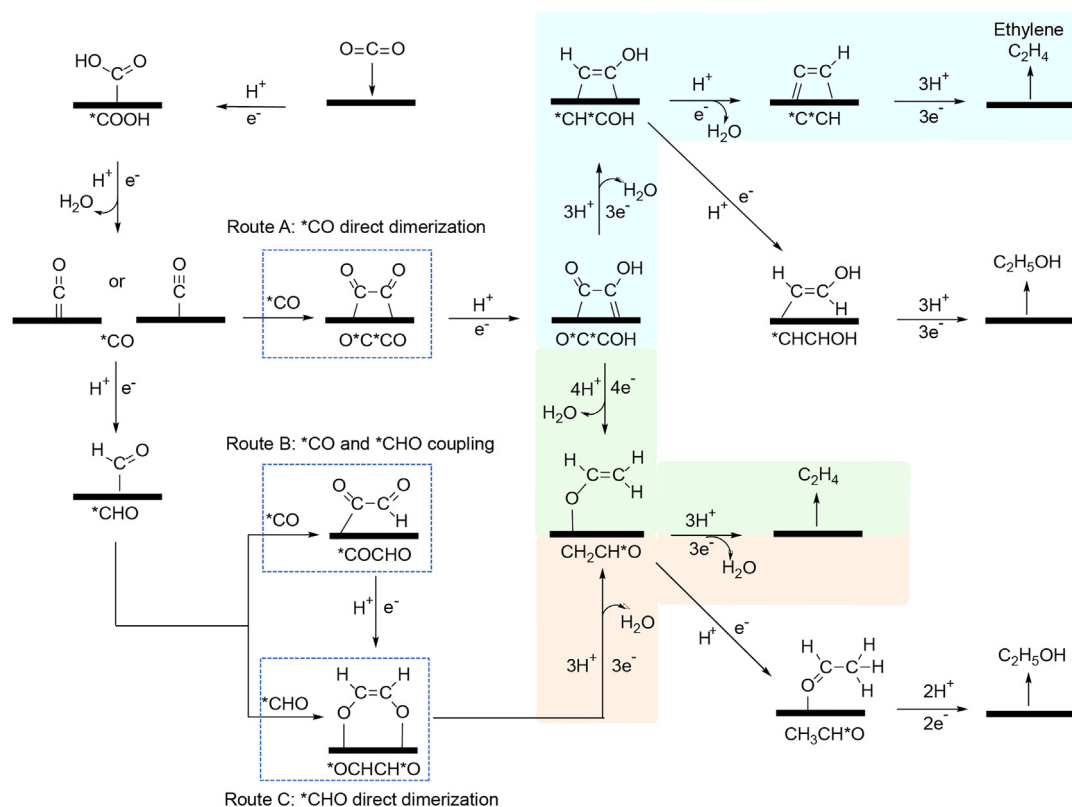 O=C=O
HO
O
C
H⁺
e⁻
*COOH
H⁺ e⁻
H₂O
O
C
or
O
C
*CO
Route A: *CO direct dimerization
*CO
O O
C-C
O*C*CO
H⁺
e⁻
O OH
C-C
O*C*COH
3H⁺ 3e⁻
H₂O
H OH
C=C
*CH*COH
H⁺
e⁻
H₂O
C=C H
*C*CH
3H⁺
3e⁻
Ethylene
C₂H₄
H⁺ e⁻
H OH
C=C
H
*CHCHOH
3H⁺
3e⁻
C₂H₅OH
H⁺ e⁻
H O
C
*CHO
Route B: *CO and *CHO coupling
*CO
O O
C-C
H
*COCHO
H⁺ e⁻
*CHO
H H
C=C
O O
*OCHCH*O
Route C: *CHO direct dimerization
4H⁺ 4e⁻
H₂O
H H
C=C
O H
CH₂CH*O
3H⁺ 3e⁻
H₂O
3H⁺
3e⁻
H₂O
C₂H₄
H⁺ e⁻
H H
C-C-H
O H
CH₃CH*O
2H⁺
2e⁻
C₂H₅OH